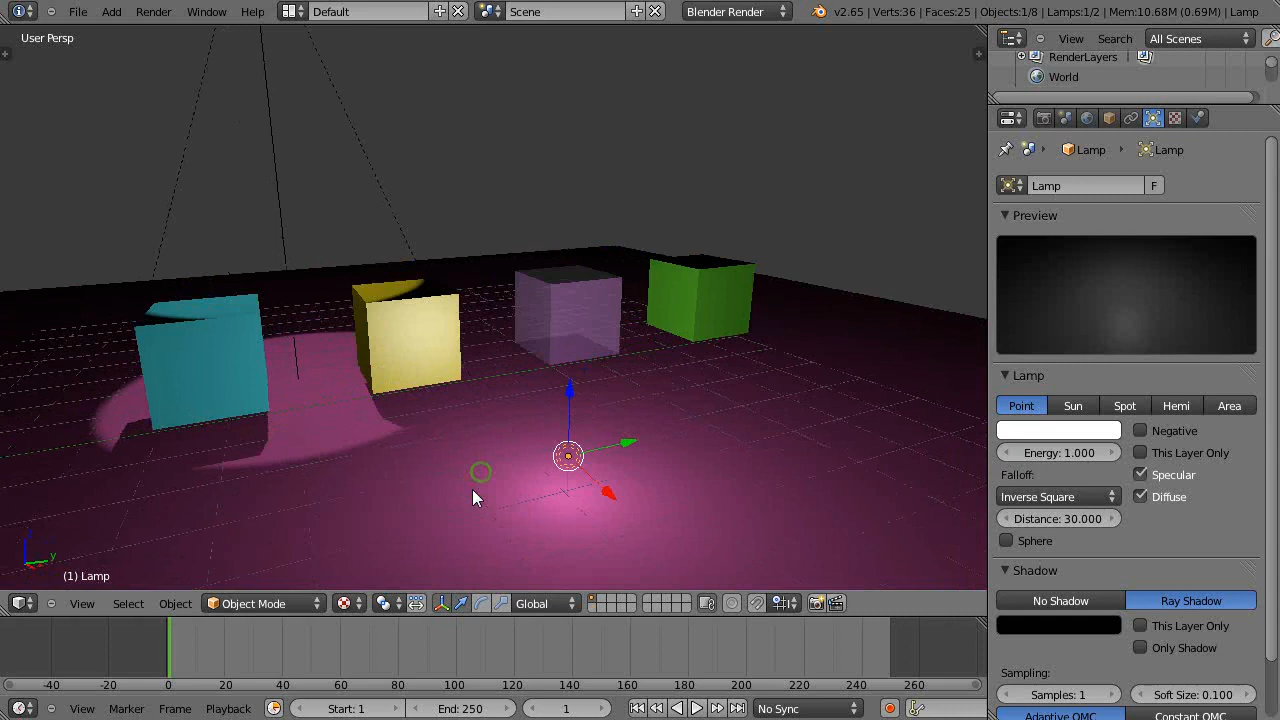 File Add Render Window Help Default Scene Blender Render v2.65 | Verts:36 | Faces:25 | Objects:1/8 | Lamps:1/2 | Mem:10.68M (0.69M) | Lamp
User Persp
View Search All Scenes
RenderLayers |
World
Lamp Lamp
Lamp F
Preview
Lamp
Point Sun Spot Hemi Area
Negative
Energy: 1.000 This Layer Only
Falloff: Specular
Inverse Square Diffuse
Distance: 30.000
Sphere
Shadow
No Shadow Ray Shadow
This Layer Only
Only Shadow
Sampling:
Samples: 1 Soft Size: 0.100
Adaptive QMC Constant QMC
y
(1) Lamp
View Select Object Object Mode Global
-40 -20 0 20 40 60 80 100 120 140 160 180 200 220 240 260
View Marker Frame Playback Start: 1 End: 250 1 No Sync